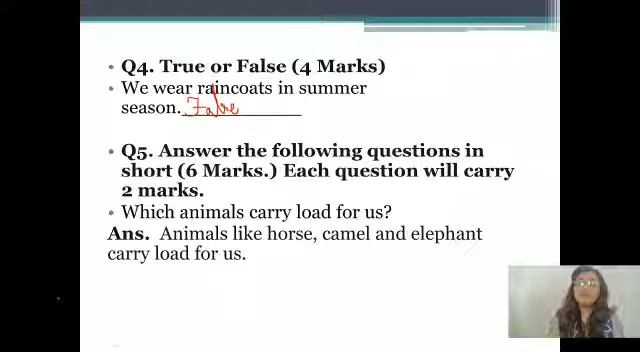 Q4. True or False (4 Marks)
• We wear raincoats in summer
season. False
Q5. Answer the following questions in
short (6 Marks.) Each question will carry
2 marks.
• Which animals carry load for us?
Ans. Animals like horse, camel and elephant
carry load for us.